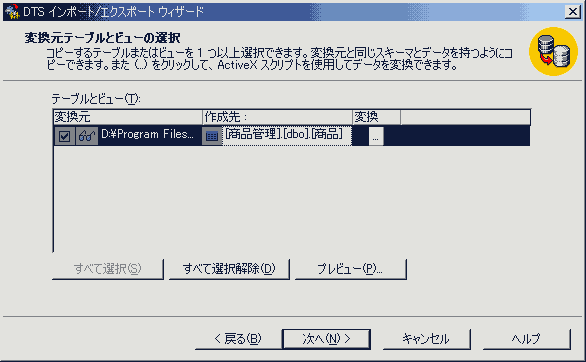 DTS インポート/エクスポート ウィザード
変換元テーブルとビューの選択
コピーするテーブルまたはビューを 1 つ以上選択できます。変換元と同じスキーマとデータを持つようにコ
ピーできます。また (...) をクリックして、ActiveX スクリプトを使用してデータを変換できます。
テーブルとビュー(T):
変換元 作成先 : 変換
D:¥Program Files... [商品管理].[dbo].[商品] ...
すべて選択(S) すべて選択解除(D) プレビュー(P)...
< 戻る(B) 次へ(N) > キャンセル ヘルプ